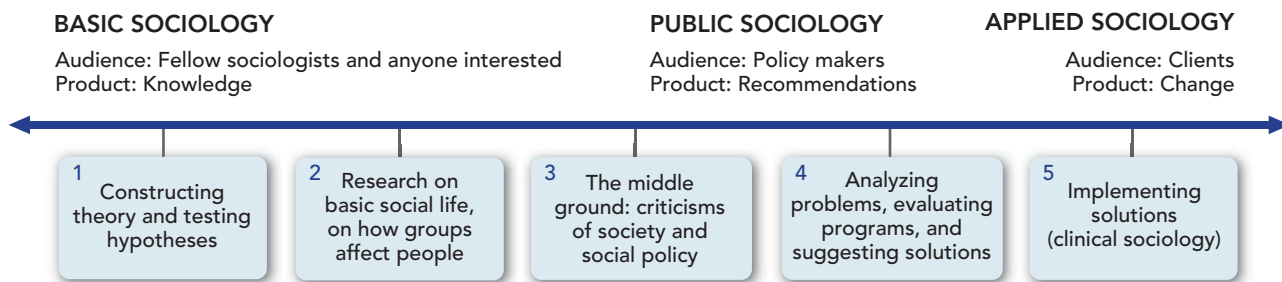 BASIC SOCIOLOGY
Audience: Fellow sociologists and anyone interested
Product: Knowledge
PUBLIC SOCIOLOGY
Audience: Policy makers
Product: Recommendations
APPLIED SOCIOLOGY
Audience: Clients
Product: Change
1
Constructing
theory and testing
hypotheses
2
Research on
basic social life,
on how groups
affect people
3
The middle
ground: criticisms
of society and
social policy
4
Analyzing
problems, evaluating
programs, and
suggesting solutions
5
Implementing
solutions
(clinical sociology)